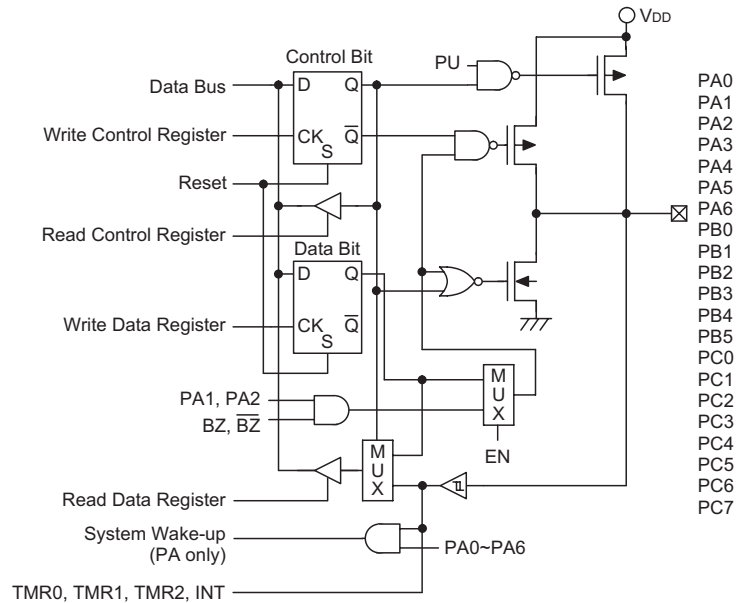 VDD
Control Bit
PU
Data Bus
D Q
Write Control Register
CK Q̅
S
Reset
Read Control Register
Data Bit
D Q
Write Data Register
CK Q̅
S
PA1, PA2
BZ, B̅Z̅
M
U
X
EN
M
U
X
Read Data Register
System Wake-up
(PA only)
PA0~PA6
TMR0, TMR1, TMR2, INT
PA0
PA1
PA2
PA3
PA4
PA5
PA6
PB0
PB1
PB2
PB3
PB4
PB5
PC0
PC1
PC2
PC3
PC4
PC5
PC6
PC7